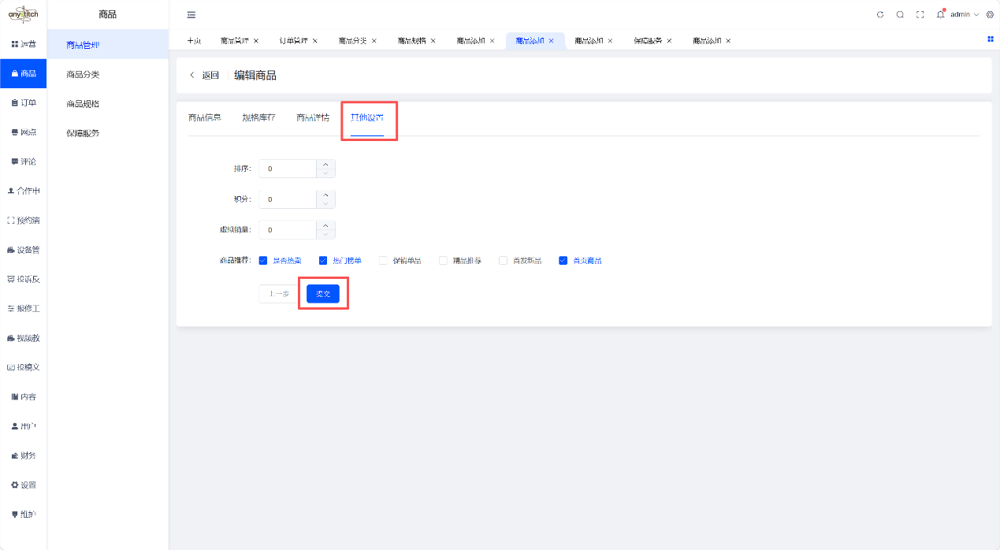 anystitch
商品
admin
主页
商品管理
订单管理
商品分类
商品规格
商品添加
商品添加
商品添加
保障服务
商品添加
运营
商品
订单
网点
评论
合作申
预约演
设备管
投诉反
报修工
视频教
投稿文
内容
用户
财务
设置
维护
商品管理
商品分类
商品规格
保障服务
返回
编辑商品
商品信息
规格库存
商品详情
其他设置
排序: 0
积分: 0
虚拟销量: 0
商品推荐: 是否热卖 热门榜单 促销单品 精品推荐 首发新品 首页商品
上一步
提交